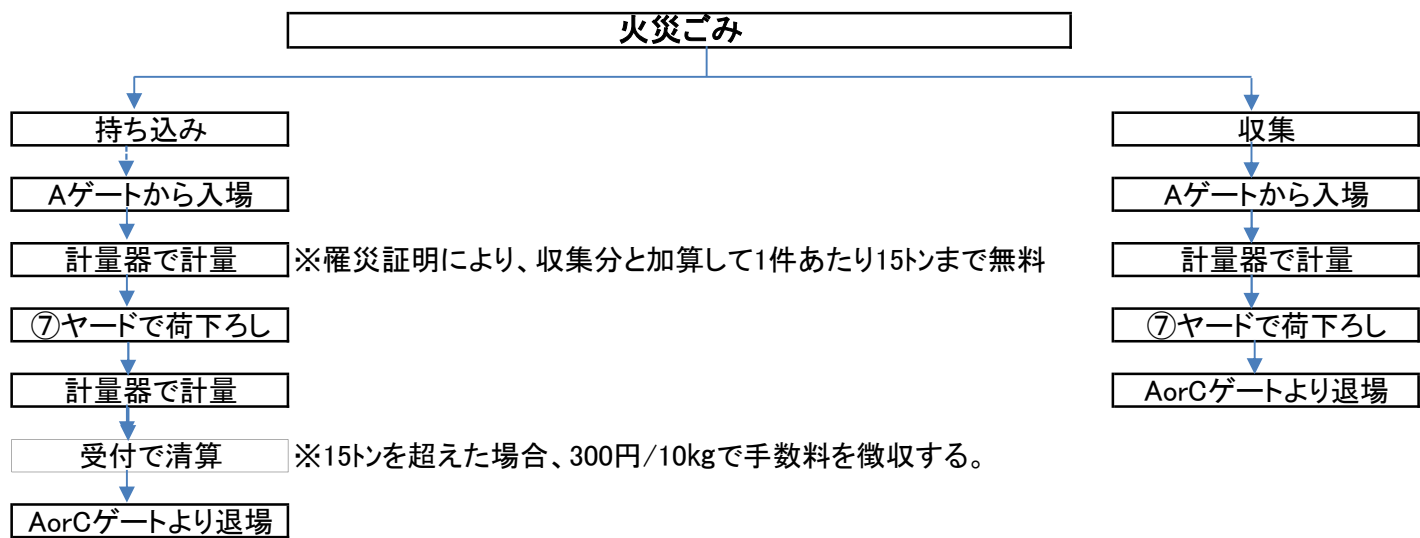 火災ごみ
持ち込み
収集
Aゲートから入場
Aゲートから入場
計量器で計量
※罹災証明により、収集分と加算して1件あたり15トンまで無料
計量器で計量
⑦ヤードで荷下ろし
⑦ヤードで荷下ろし
計量器で計量
AorCゲートより退場
受付で清算
※15トンを超えた場合、300円/10kgで手数料を徴収する。
AorCゲートより退場